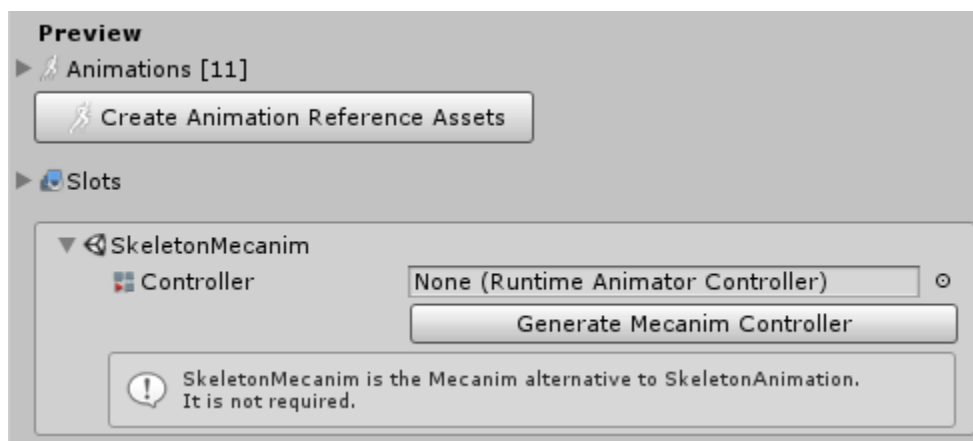 Preview
Animations [11]
Create Animation Reference Assets
Slots
SkeletonMecanim
Controller None (Runtime Animator Controller)
Generate Mecanim Controller
SkeletonMecanim is the Mecanim alternative to SkeletonAnimation.
It is not required.